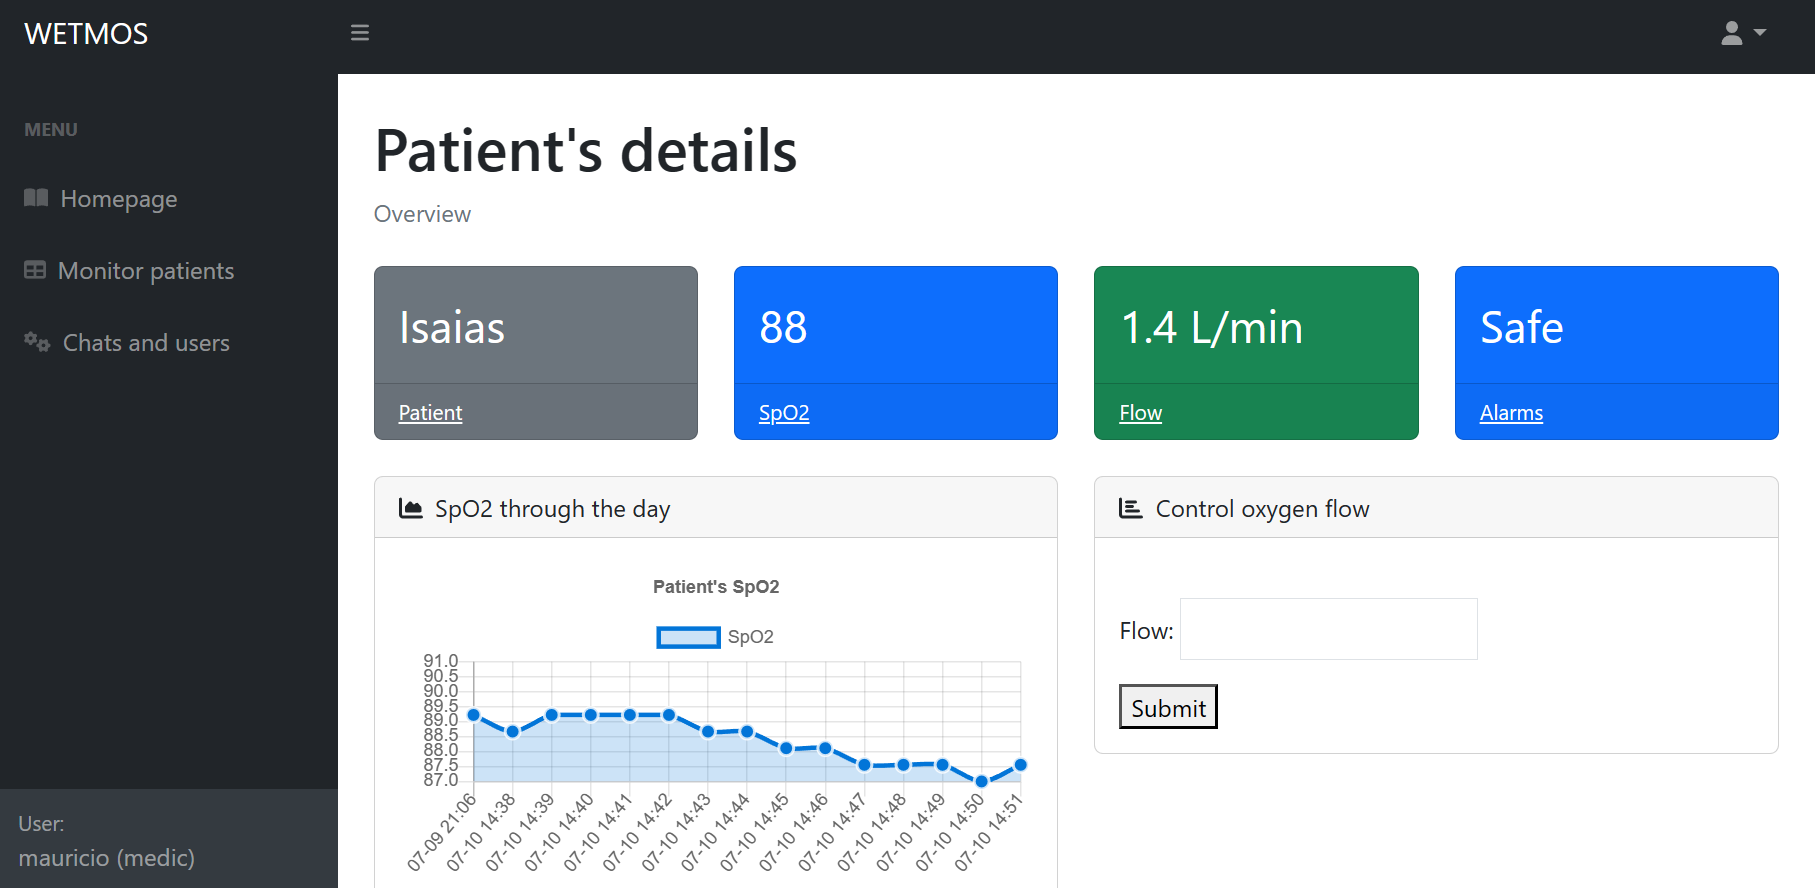 WETMOS
MENU
Homepage
Monitor patients
Chats and users
User:
mauricio (medic)
Patient's details
Overview
Isaias
Patient
88
SpO2
1.4 L/min
Flow
Safe
Alarms
SpO2 through the day
Patient's SpO2
SpO2
91.0
90.5
90.0
89.5
89.0
88.5
88.0
87.5
87.0
07-09 21:06
07-10 14:38
07-10 14:39
07-10 14:40
07-10 14:41
07-10 14:42
07-10 14:43
07-10 14:44
07-10 14:45
07-10 14:46
07-10 14:47
07-10 14:48
07-10 14:49
07-10 14:50
07-10 14:51
Control oxygen flow
Flow:
Submit